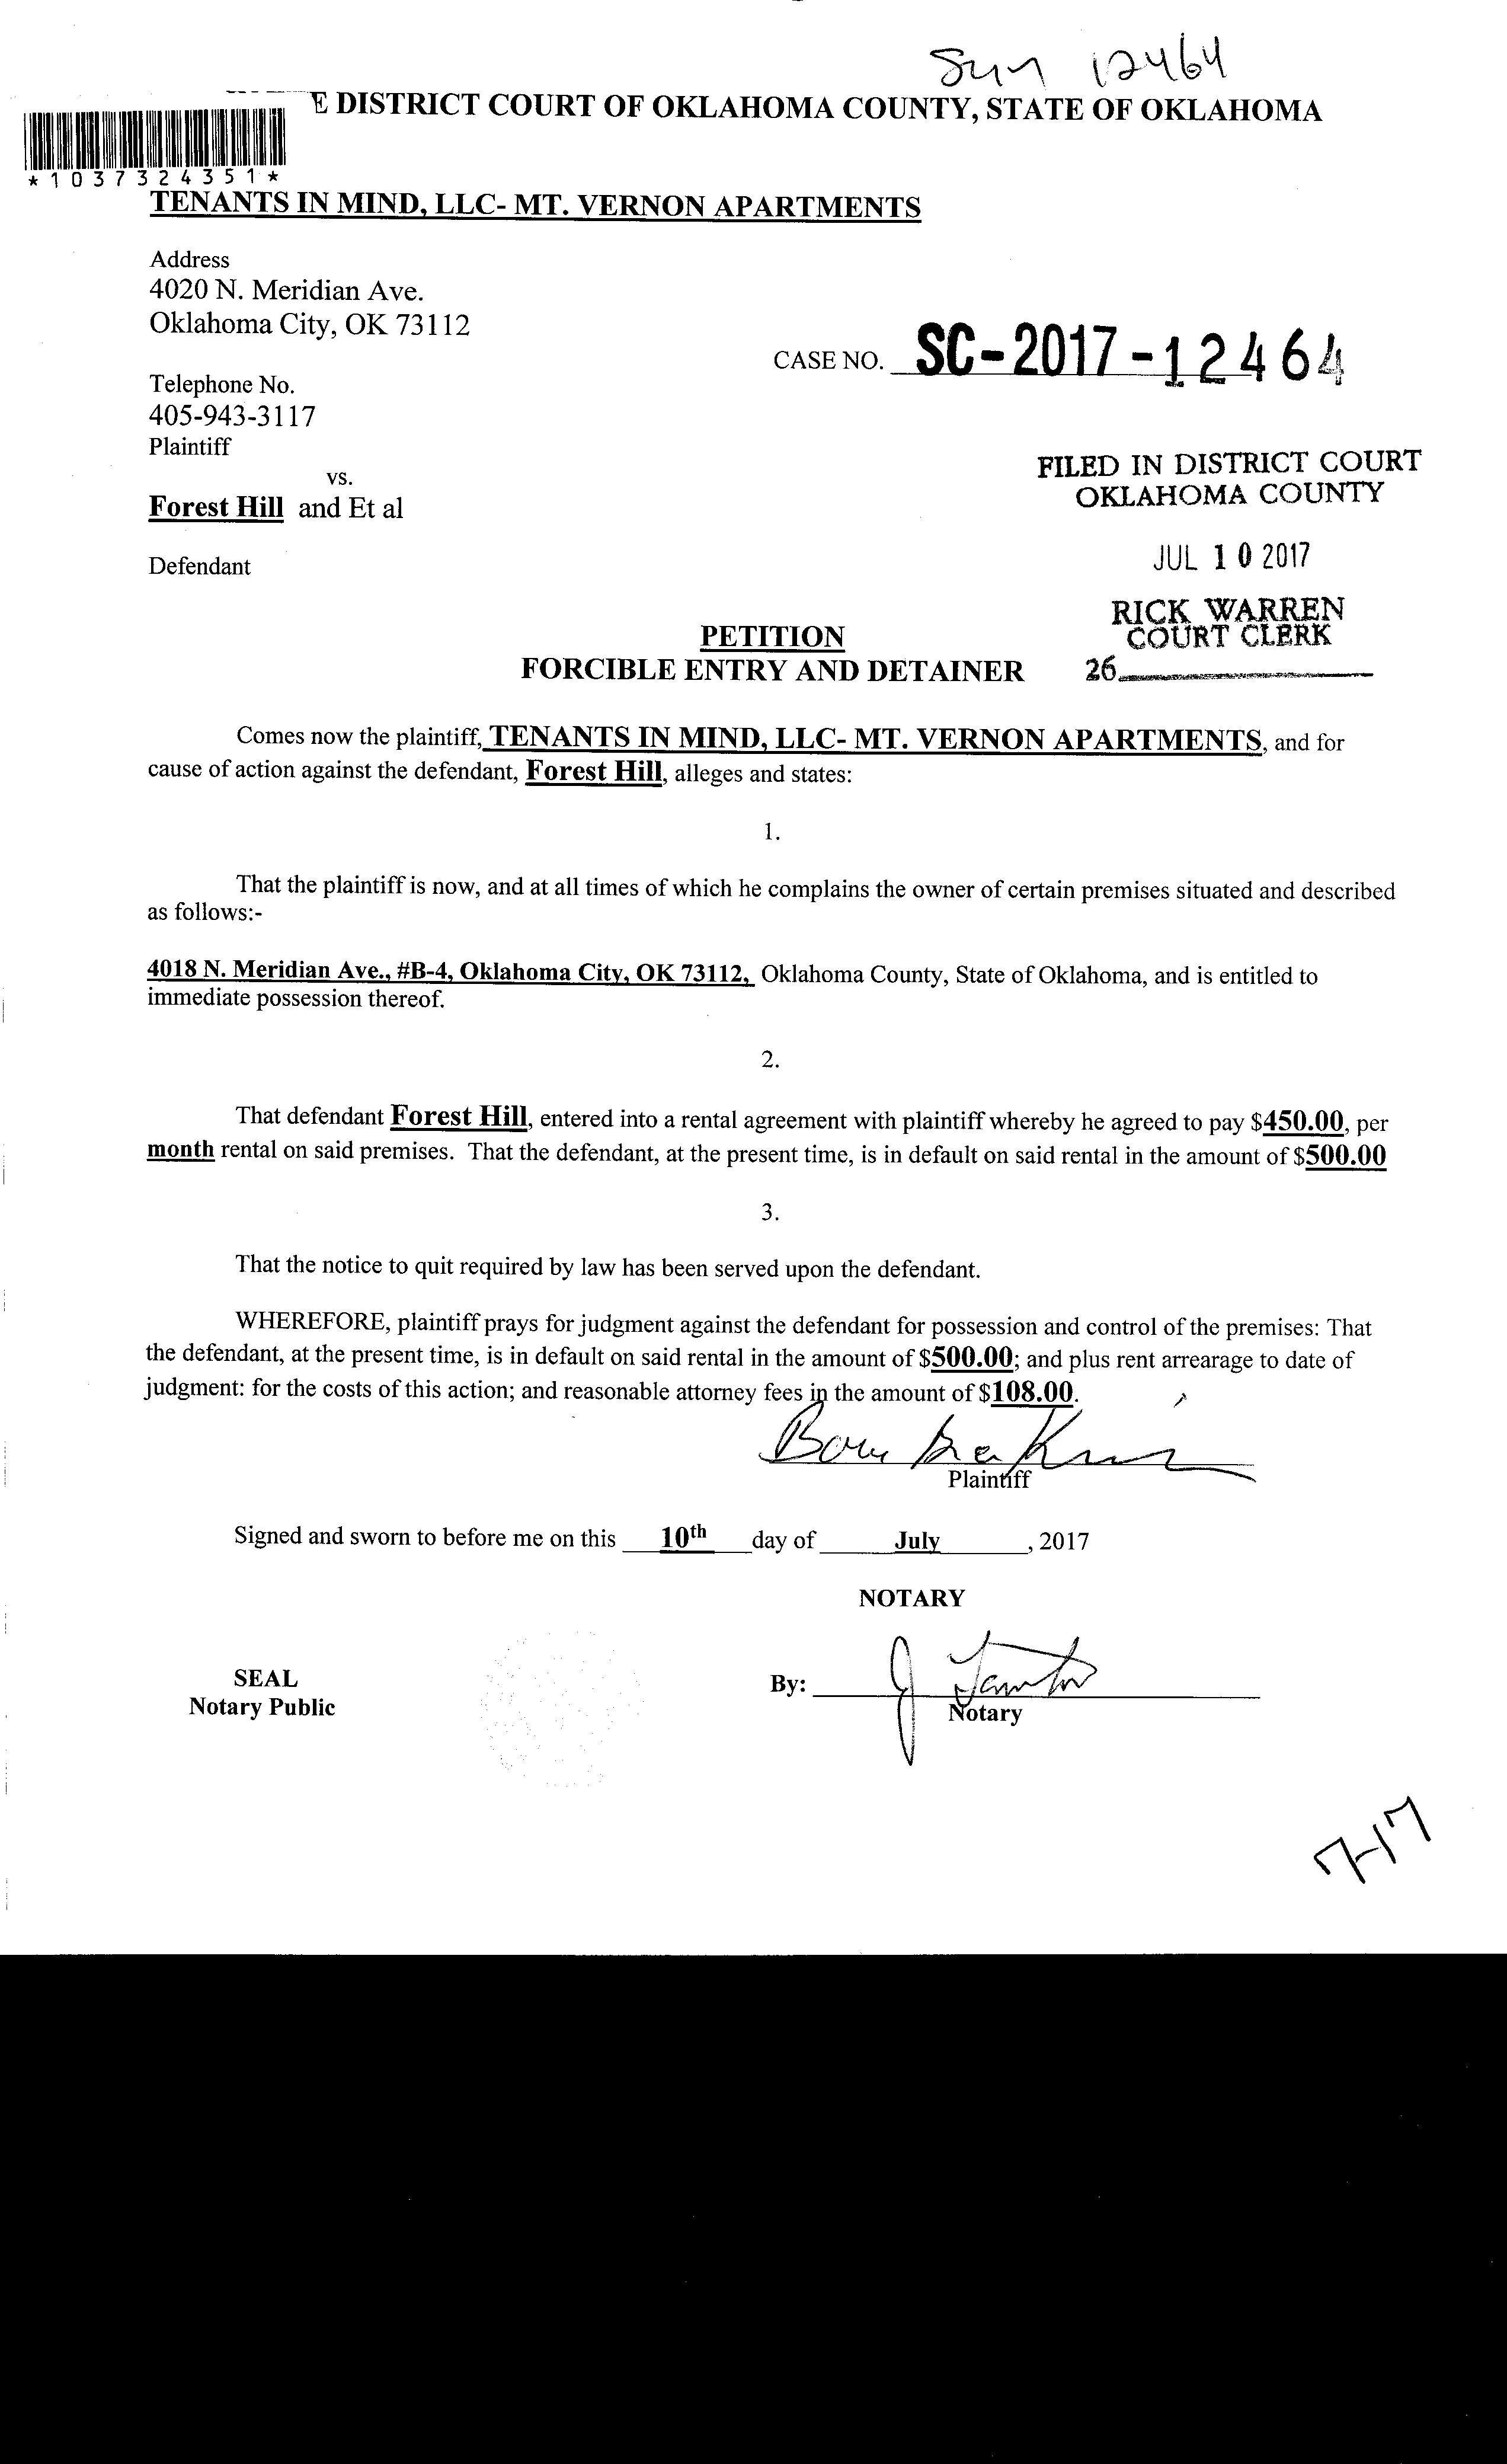 12464
E DISTRICT COURT OF OKLAHOMA COUNTY, STATE OF OKLAHOMA
*1037324351*
TENANTS IN MIND, LLC- MT. VERNON APARTMENTS
Address
4020 N. Meridian Ave.
Oklahoma City, OK 73112
CASE NO. SC-2017-12464
Telephone No.
405-943-3117
Plaintiff
vs.
Forest Hill and Et al
Defendant
FILED IN DISTRICT COURT
OKLAHOMA COUNTY
JUL 10 2017
RICK WARREN
COURT CLERK
26
PETITION
FORCIBLE ENTRY AND DETAINER
Comes now the plaintiff, TENANTS IN MIND, LLC- MT. VERNON APARTMENTS, and for
cause of action against the defendant, Forest Hill, alleges and states:
1.
That the plaintiff is now, and at all times of which he complains the owner of certain premises situated and described
as follows:-
4018 N. Meridian Ave., #B-4, Oklahoma City, OK 73112, Oklahoma County, State of Oklahoma, and is entitled to
immediate possession thereof.
2.
That defendant Forest Hill, entered into a rental agreement with plaintiff whereby he agreed to pay $450.00, per
month rental on said premises. That the defendant, at the present time, is in default on said rental in the amount of $500.00
3.
That the notice to quit required by law has been served upon the defendant.
WHEREFORE, plaintiff prays for judgment against the defendant for possession and control of the premises: That
the defendant, at the present time, is in default on said rental in the amount of $500.00; and plus rent arrearage to date of
judgment: for the costs of this action; and reasonable attorney fees in the amount of $108.00.
Plaintiff
Signed and sworn to before me on this 10th day of July, 2017
NOTARY
SEAL
Notary Public
By:
Notary
7-17